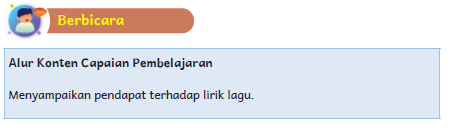 Berbicara
Alur Konten Capaian Pembelajaran
Menyampaikan pendapat terhadap lirik lagu.